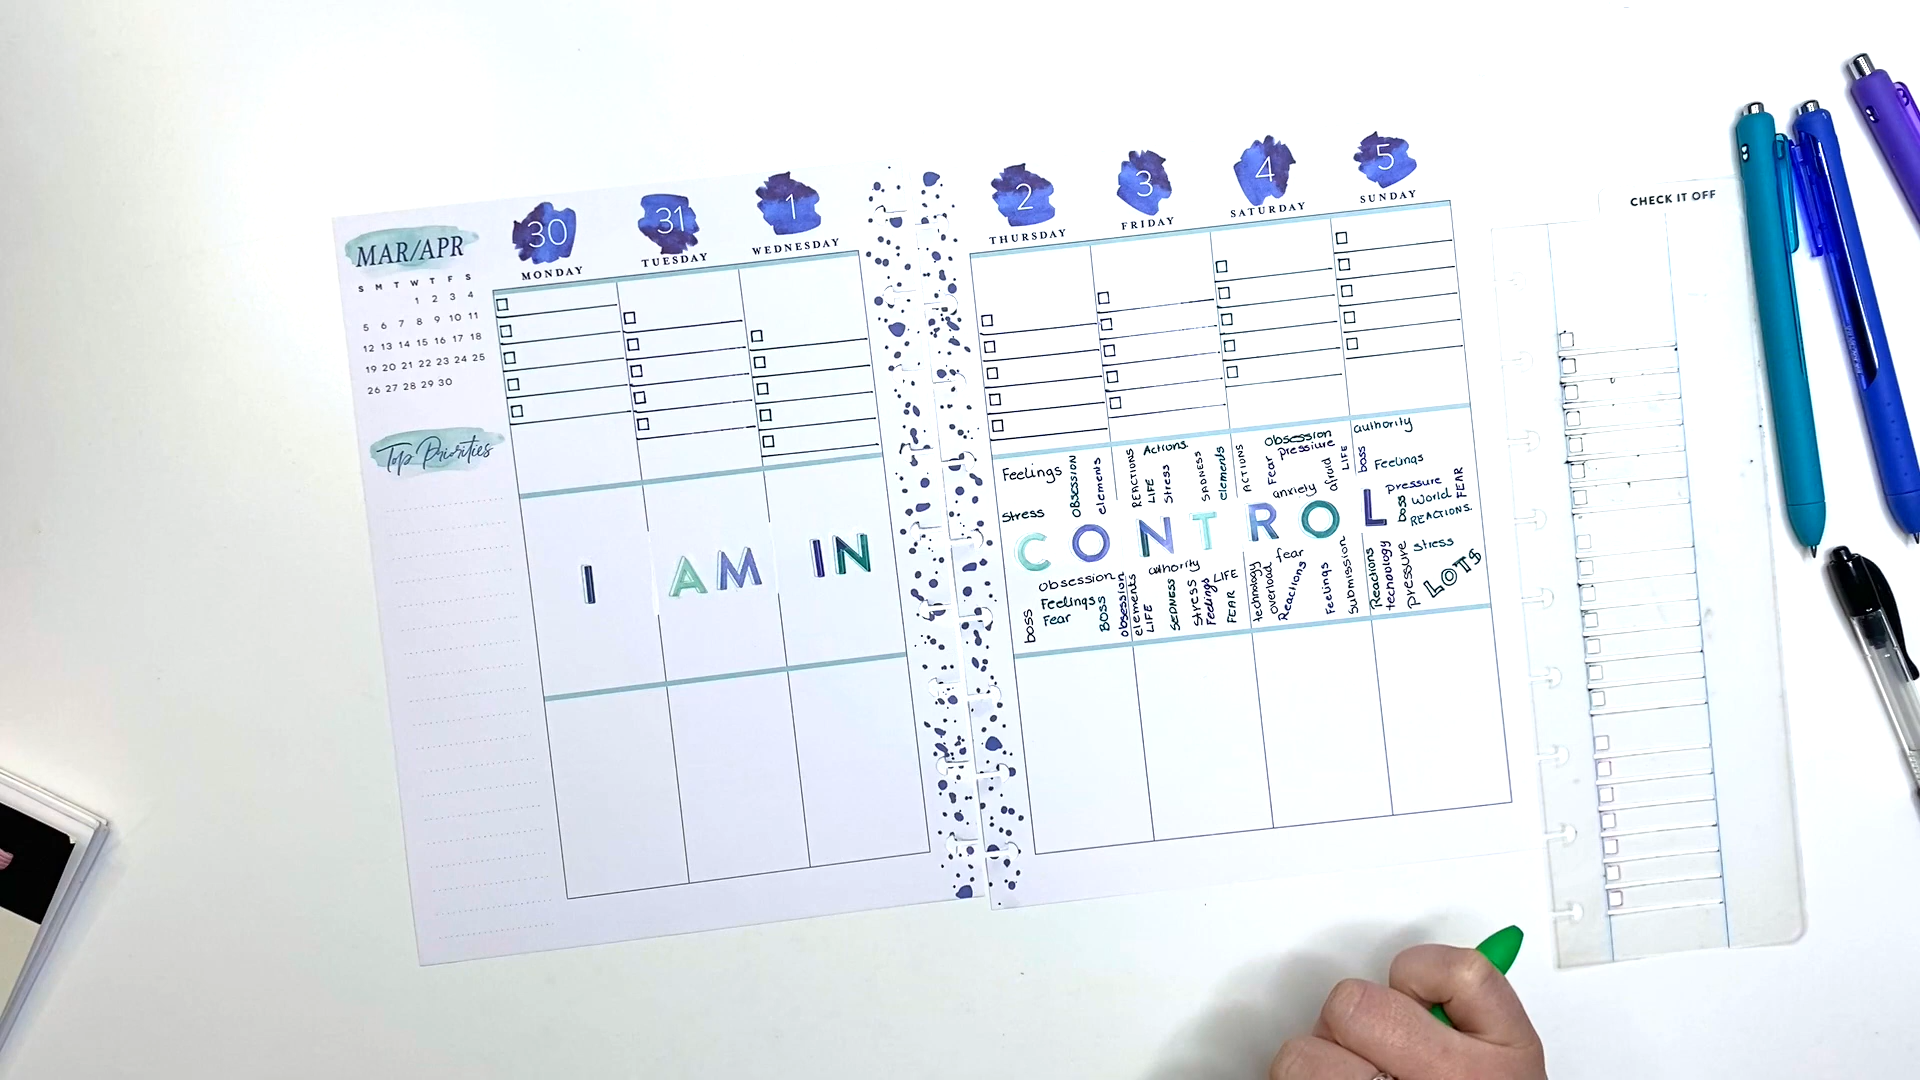 MAR/APR
S M T W T F S
1 2 3 4
5 6 7 8 9 10 11
12 13 14 15 16 17 18
19 20 21 22 23 24 25
26 27 28 29 30
Top Priorities
30
MONDAY
31
TUESDAY
1
WEDNESDAY
I AM IN
2
THURSDAY
3
FRIDAY
4
SATURDAY
5
SUNDAY
Feelings
OBSESSION
elements
Stress
REACTIONS
LIFE
Actions
Stress
SADNESS
elements
ACTIONS
Fear
obsession
pressiure
anxiety
afraid
LIFE
authority
boss
Feelings
pressure
World
REACTIONS.
FEAR
CONTROL
obsession
Feelings
Fear
boss
BOSS
obsession
elements
LIFE
authority
SEDNESS
Stress
Feelings
LIFE
FEAR
technology
overload
fear
Reactions
Feelings
Submission
Reactions
technology
pressure
stress
LOTS
CHECK IT OFF